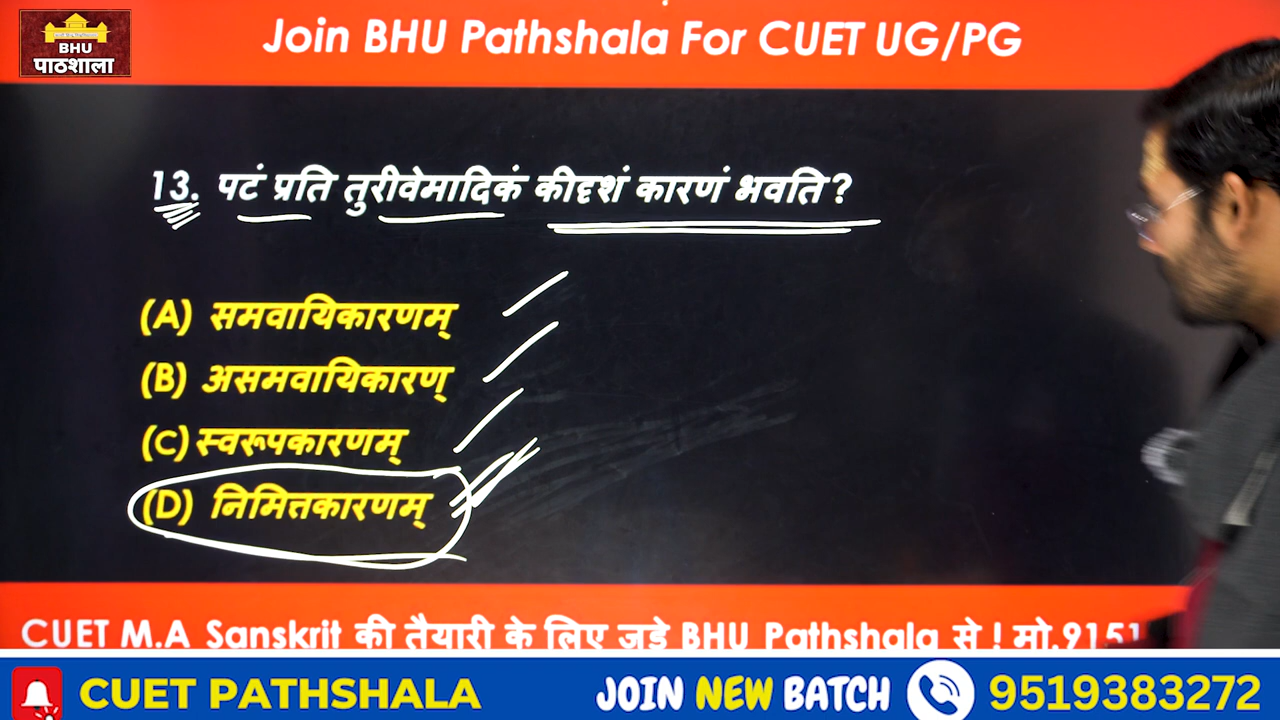 Join BHU Pathshala For CUET UG/PG
BHU
पाठशाला
13. पटं प्रति तुरीवेमादिकं कीदृशं कारणं भवति?
(A) समवायिकारणम्
(B) असमवायिकारण्
(C) स्वरूपकारणम्
(D) निमित्तकारणम्
CUET M.A Sanskrit की तैयारी के लिए जुड़े BHU Pathshala से ! मो.9151
CUET PATHSHALA
JOIN NEW BATCH
9519383272